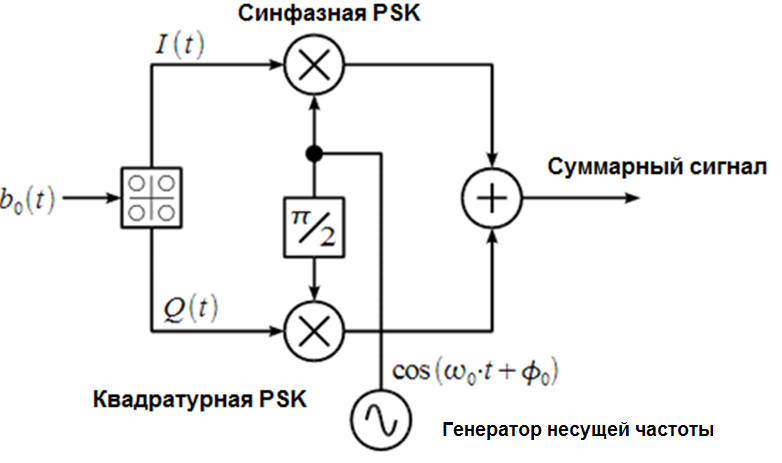 Синфазная PSK
I(t)
b₀(t)
π/2
Суммарный сигнал
Q(t)
cos(ω₀·t+ϕ₀)
Квадратурная PSK
Генератор несущей частоты